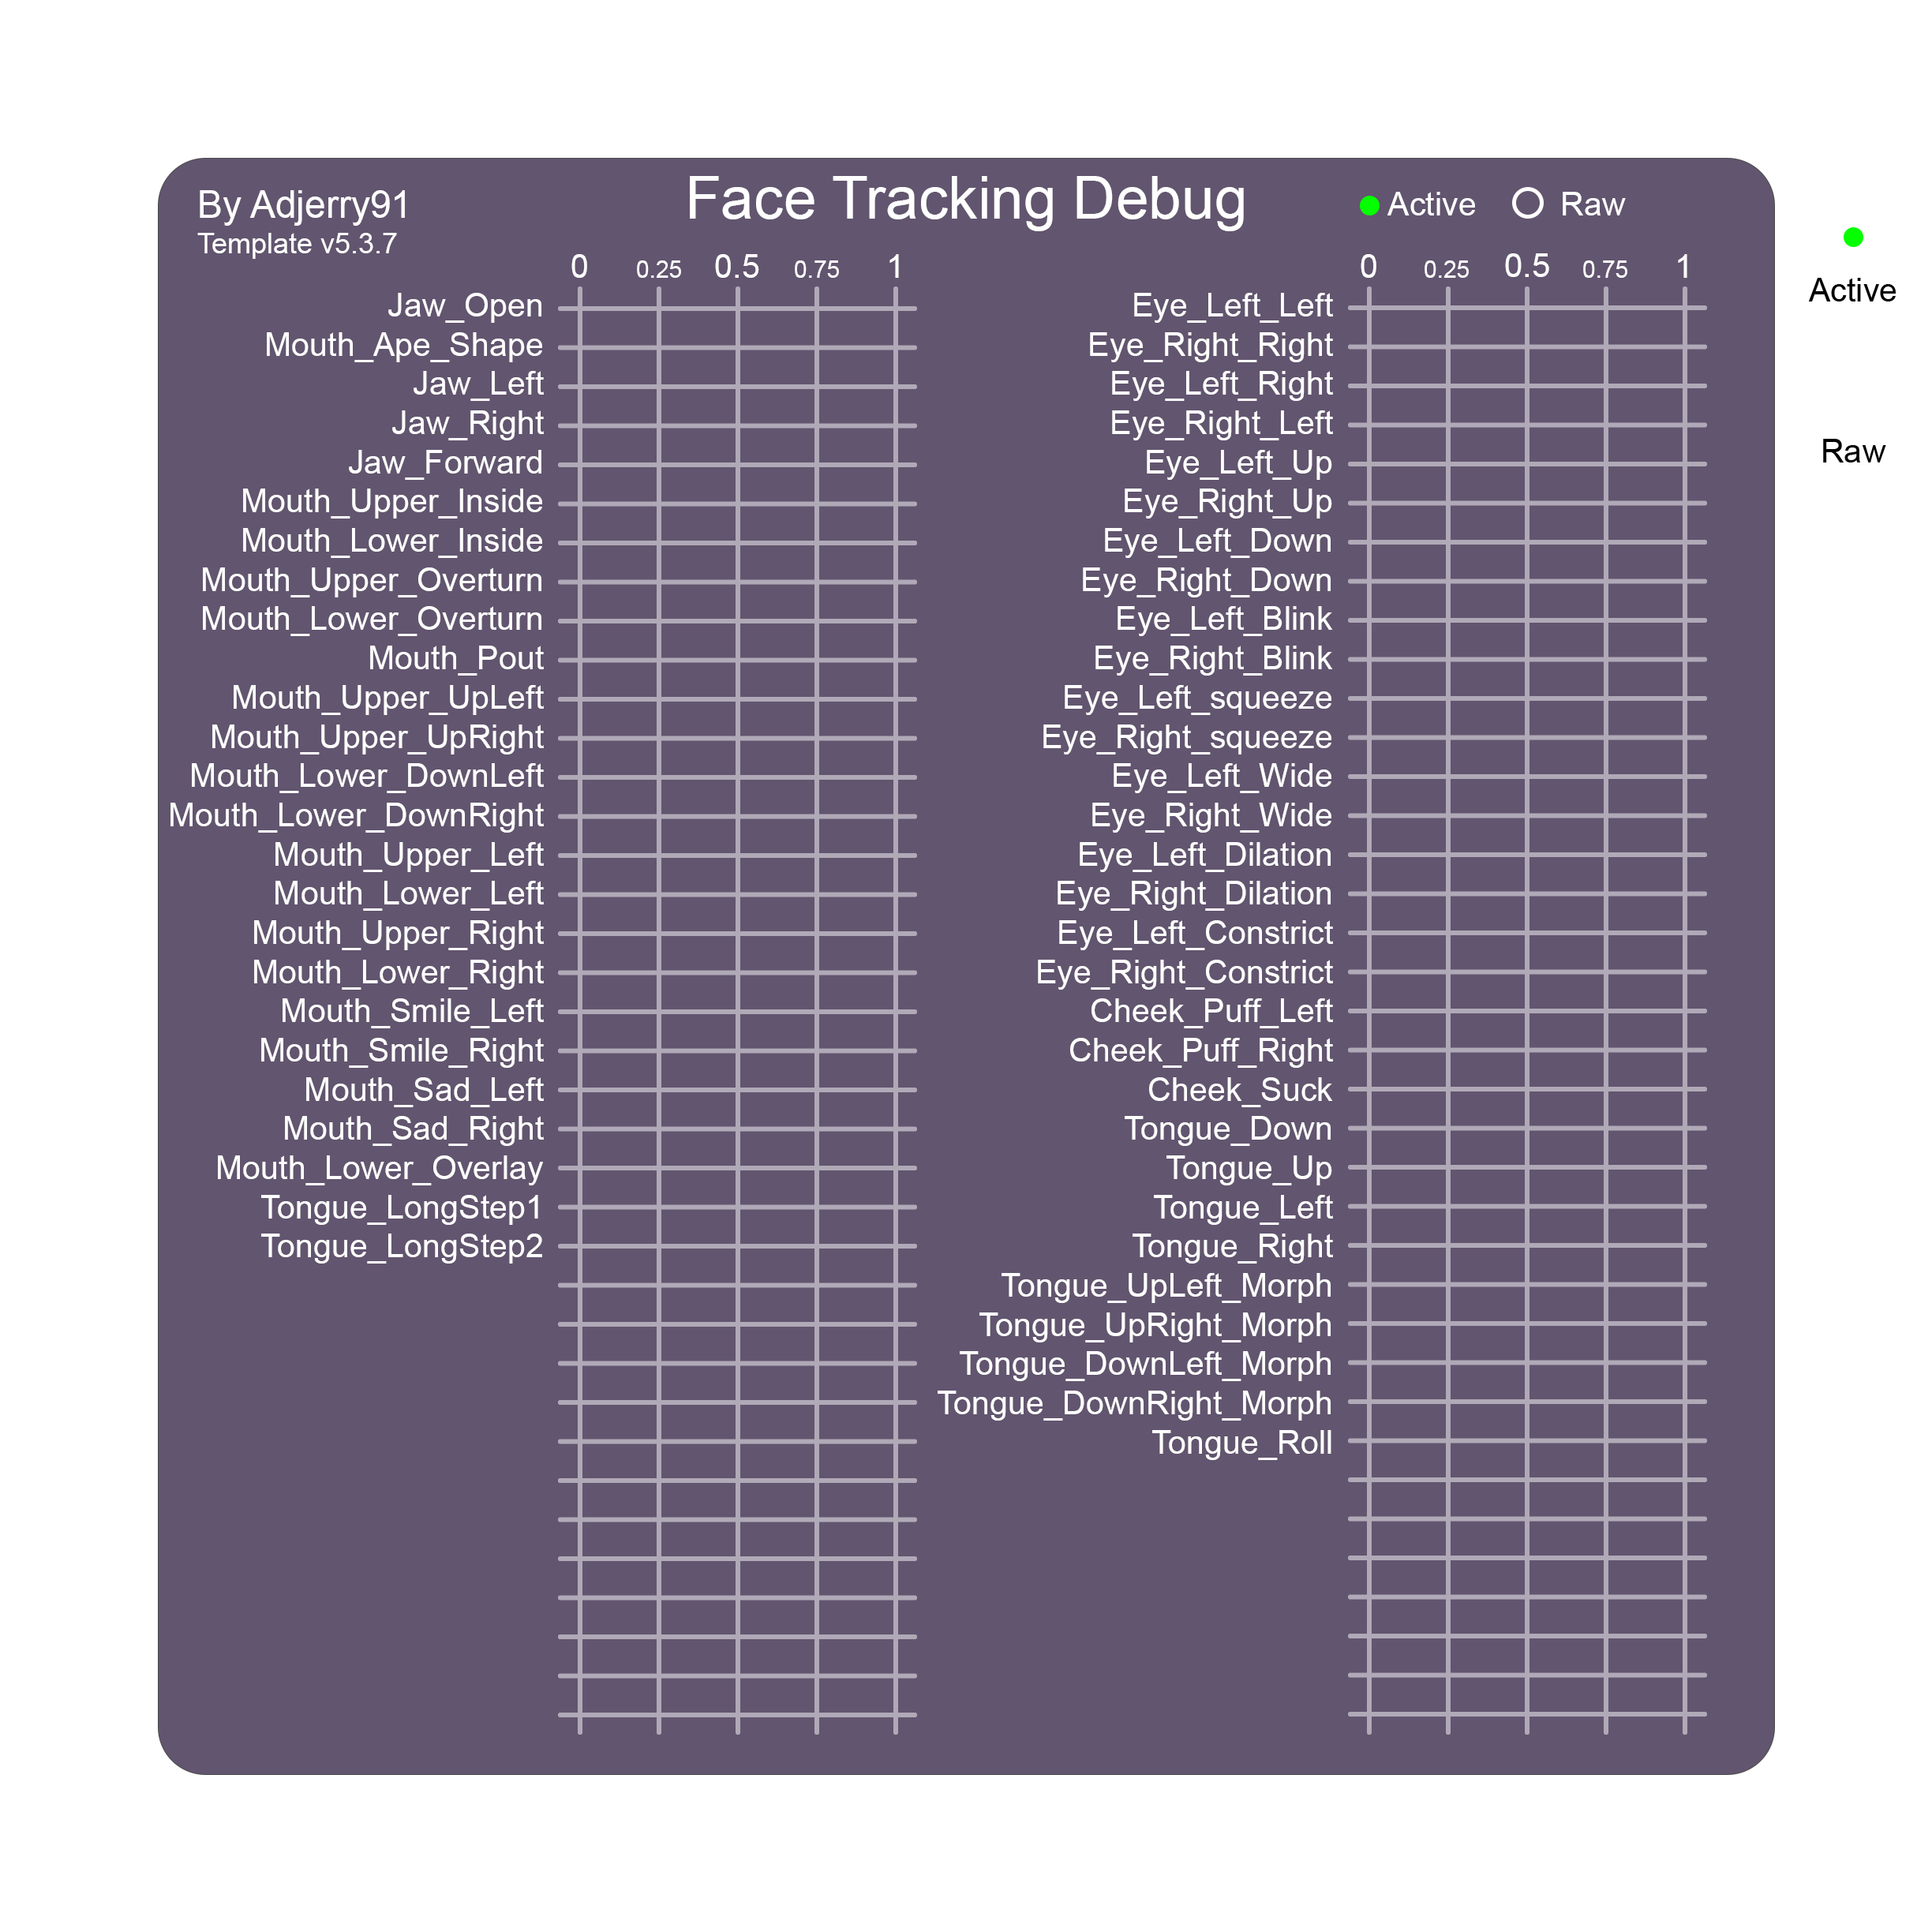 By Adjerry91
Template v5.3.7
Face Tracking Debug
Active
Raw
0 0.25 0.5 0.75 1
Jaw_Open
Mouth_Ape_Shape
Jaw_Left
Jaw_Right
Jaw_Forward
Mouth_Upper_Inside
Mouth_Lower_Inside
Mouth_Upper_Overturn
Mouth_Lower_Overturn
Mouth_Pout
Mouth_Upper_UpLeft
Mouth_Upper_UpRight
Mouth_Lower_DownLeft
Mouth_Lower_DownRight
Mouth_Upper_Left
Mouth_Lower_Left
Mouth_Upper_Right
Mouth_Lower_Right
Mouth_Smile_Left
Mouth_Smile_Right
Mouth_Sad_Left
Mouth_Sad_Right
Mouth_Lower_Overlay
Tongue_LongStep1
Tongue_LongStep2
0 0.25 0.5 0.75 1
Eye_Left_Left
Eye_Right_Right
Eye_Left_Right
Eye_Right_Left
Eye_Left_Up
Eye_Right_Up
Eye_Left_Down
Eye_Right_Down
Eye_Left_Blink
Eye_Right_Blink
Eye_Left_squeeze
Eye_Right_squeeze
Eye_Left_Wide
Eye_Right_Wide
Eye_Left_Dilation
Eye_Right_Dilation
Eye_Left_Constrict
Eye_Right_Constrict
Cheek_Puff_Left
Cheek_Puff_Right
Cheek_Suck
Tongue_Down
Tongue_Up
Tongue_Left
Tongue_Right
Tongue_UpLeft_Morph
Tongue_UpRight_Morph
Tongue_DownLeft_Morph
Tongue_DownRight_Morph
Tongue_Roll
Active
Raw